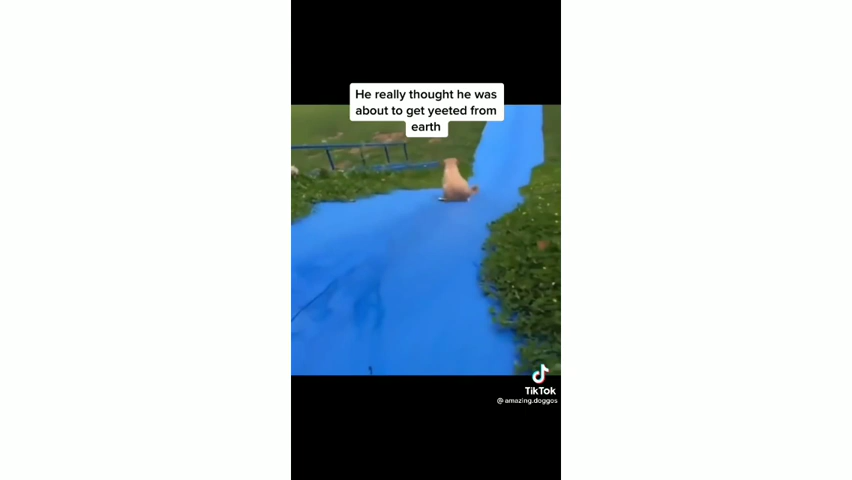 He really thought he was
about to get yeeted from
earth
TikTok
@amazing.doggos